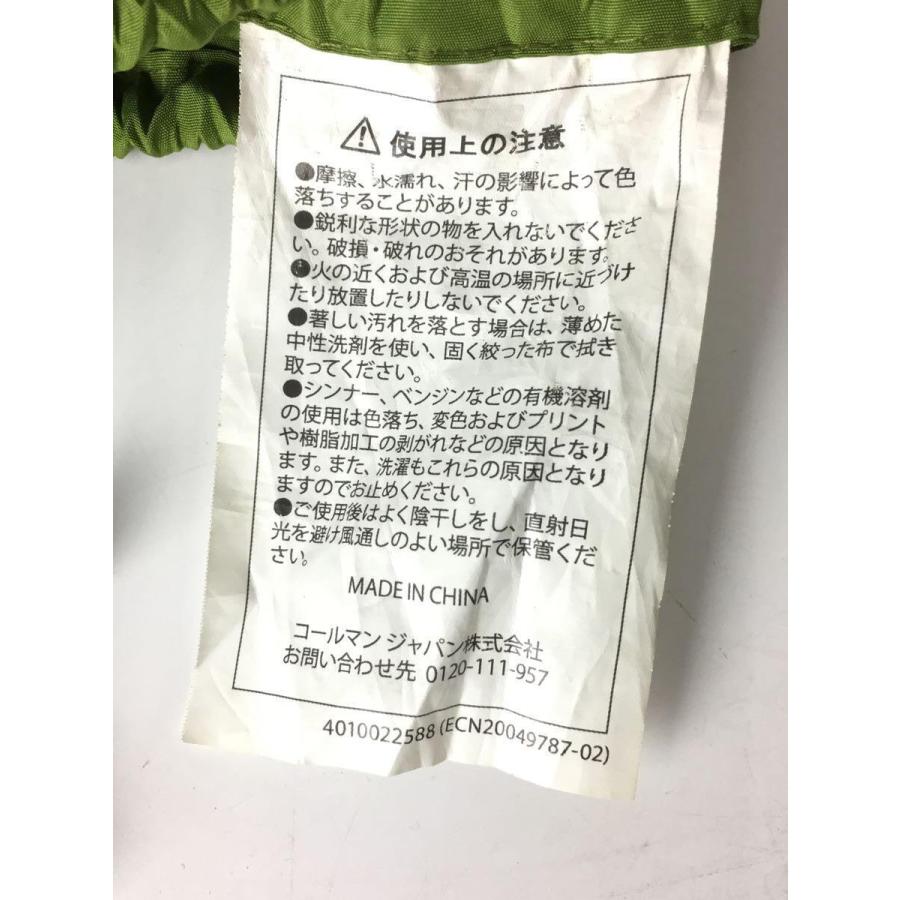 ⚠使用上の注意
●摩擦、水濡れ、汗の影響によって色
落ちすることがあります。
●鋭利な形状の物を入れないでくださ
い。破損・破れのおそれがあります。
●火の近くおよび高温の場所に近づけ
たり放置したりしないでください。
●著しい汚れを落とす場合は、薄めた
中性洗剤を使い、固く絞った布で拭き
取ってください。
●シンナー、ベンジンなどの有機溶剤
の使用は色落ち、変色およびプリント
や樹脂加工の剥がれなどの原因となり
ます。また、洗濯もこれらの原因となり
ますのでお止めください。
●ご使用後はよく陰干しをし、直射日
光を避け風通しのよい場所で保管くだ
さい。
MADE IN CHINA
コールマン ジャパン株式会社
お問い合わせ先 0120-111-957
4010022588 (ECN20049787-02)